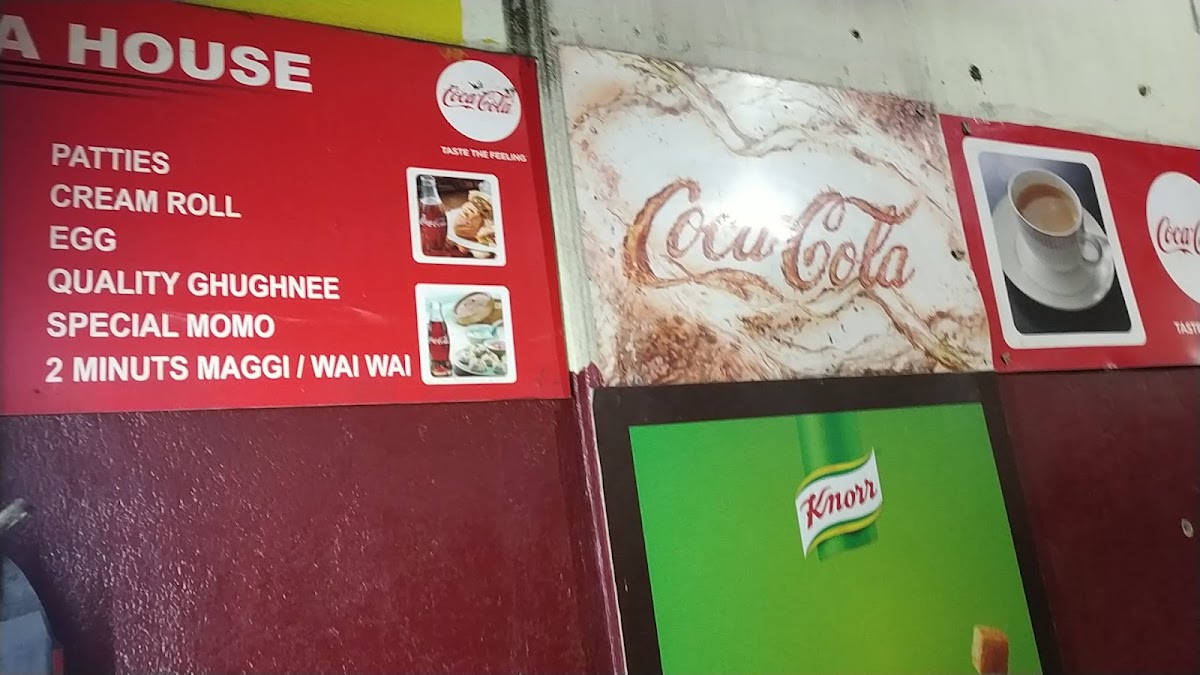 A HOUSE
Coca-Cola
TASTE THE FEELING
PATTIES
CREAM ROLL
EGG
QUALITY GHUGHNEE
SPECIAL MOMO
2 MINUTS MAGGI / WAI WAI
Coca-Cola
Knorr
Coca-C
TASTE